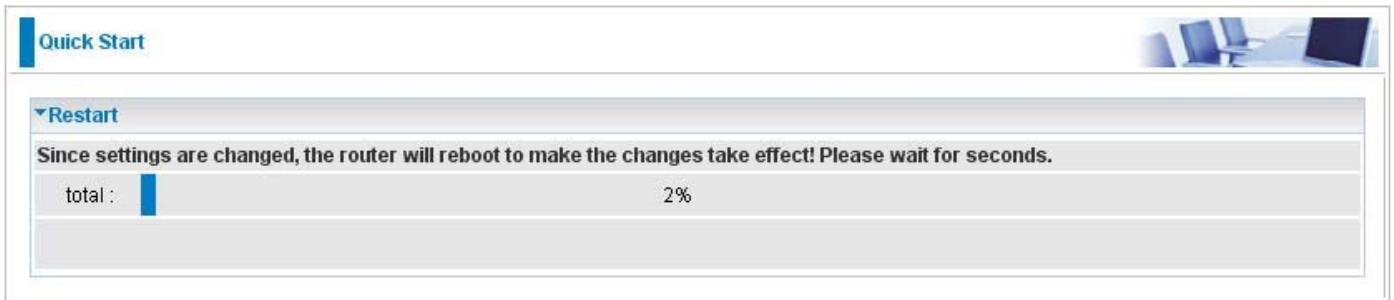 Quick Start
Restart
Since settings are changed, the router will reboot to make the changes take effect! Please wait for seconds.
total : 2%